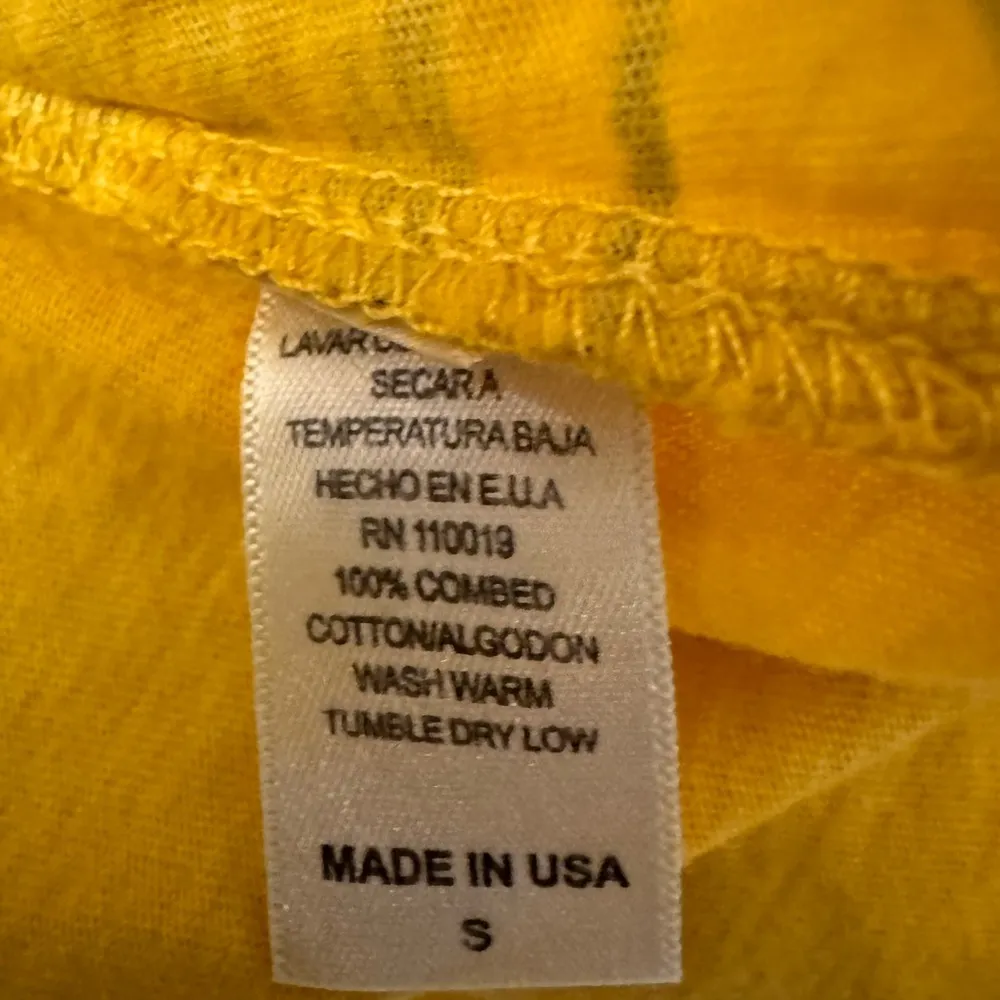 LAVAR
SECAR A
TEMPERATURA BAJA
HECHO EN E.U.A
RN 110019
100% COMBED
COTTON/ALGODON
WASH WARM
TUMBLE DRY LOW
MADE IN USA
S